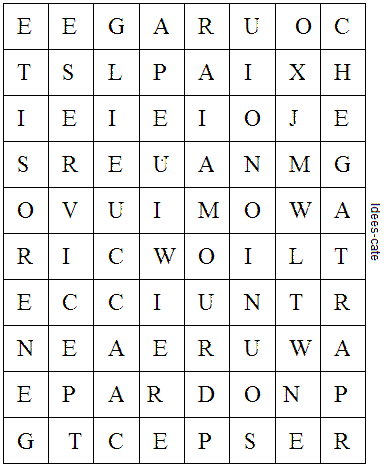 E E G A R U O C
T S L P A I X H
I E I E I O J E
S R E U A N M G
O V U I M O W A
R I C W O I L T
E C C I U N T R
N E A E R U W A
E P A R D O N P
G T C E P S E R
Idees-cate